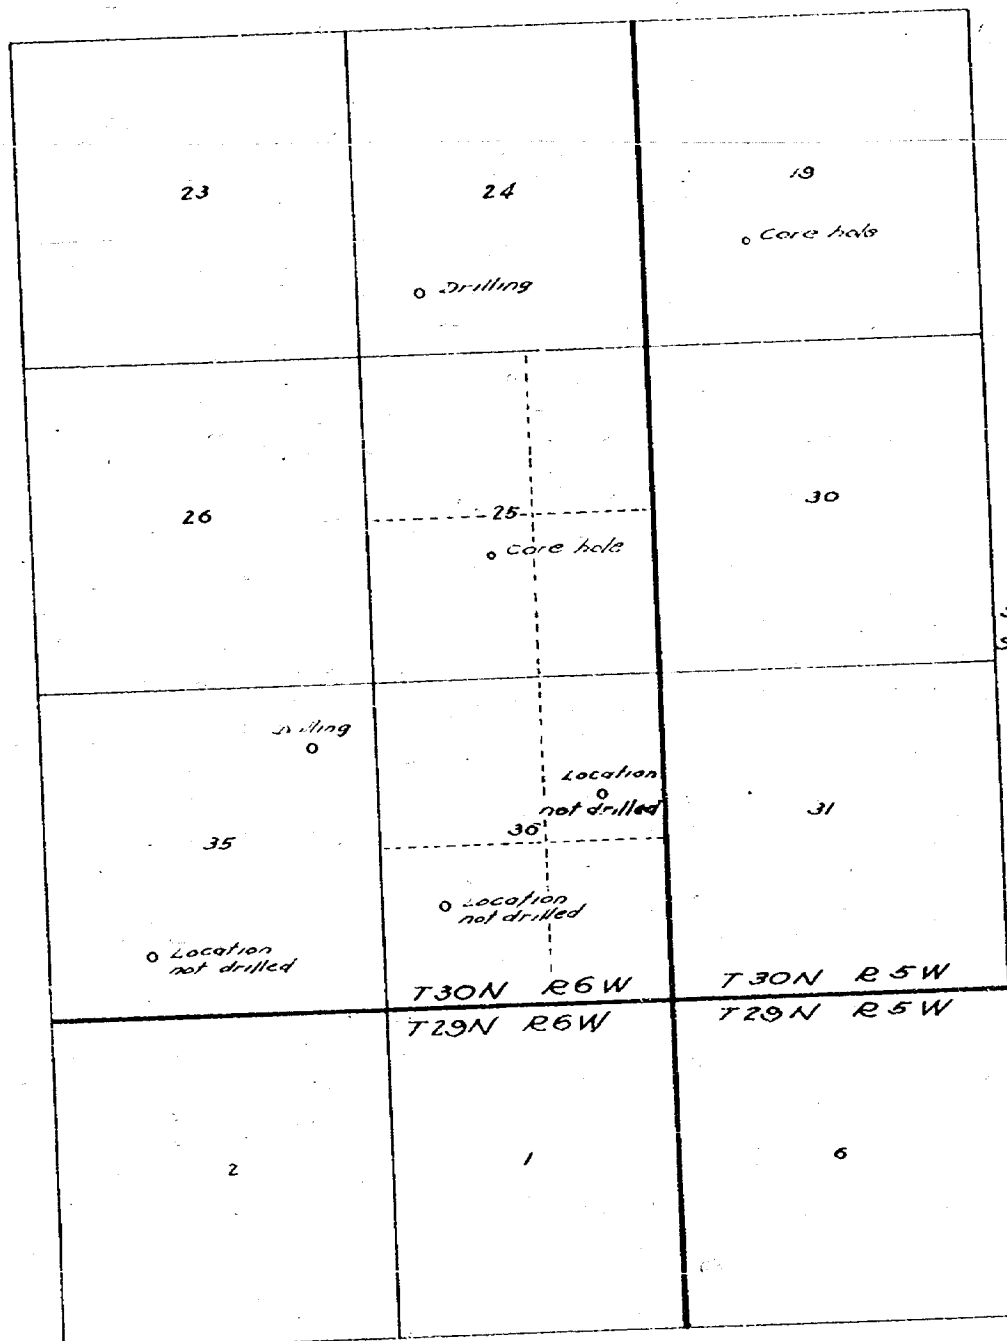 23
24
19
Core hole
Drilling
26
25
30
Core hole
Drilling
Location
not drilled
35
36
31
Location
not drilled
Location
not drilled
T30N R6W
T30N R5W
T29N R6W
T29N R5W
2
1
6